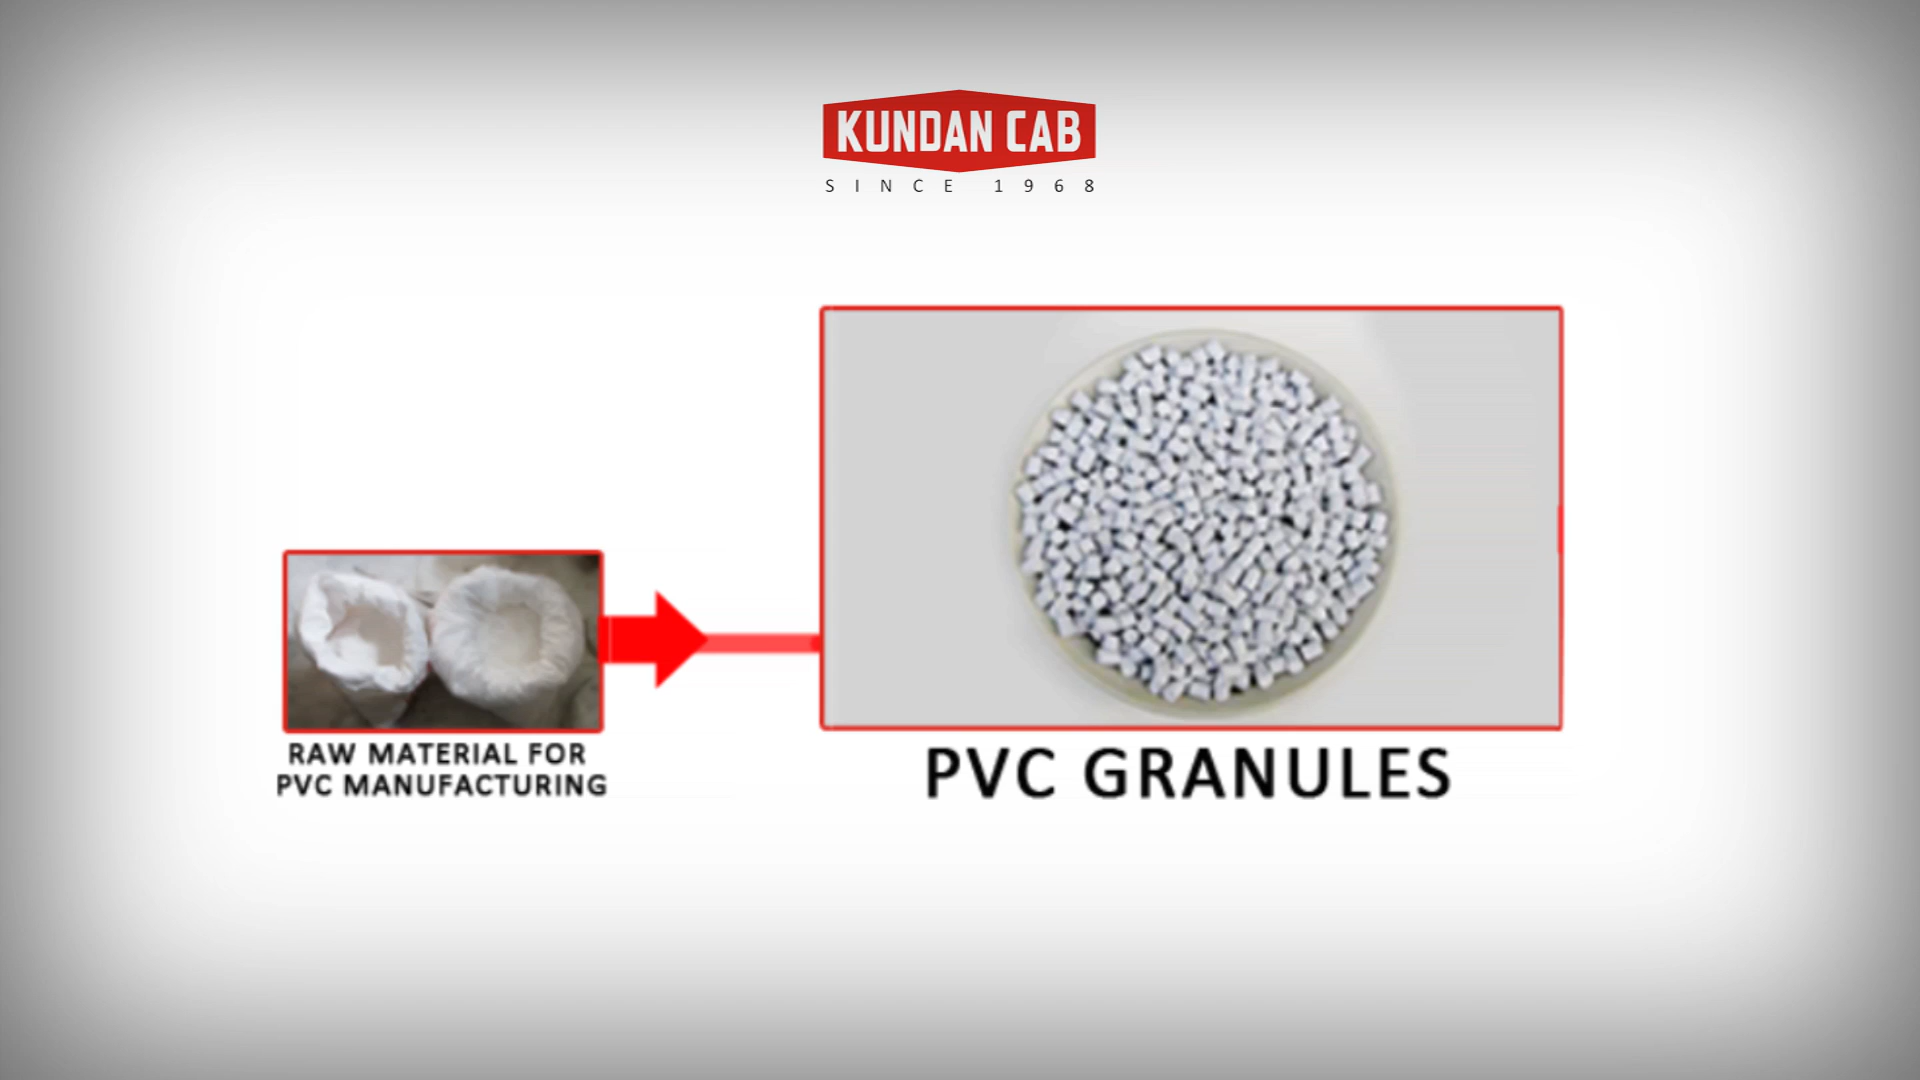 KUNDAN CAB
SINCE 1968
RAW MATERIAL FOR
PVC MANUFACTURING
PVC GRANULES